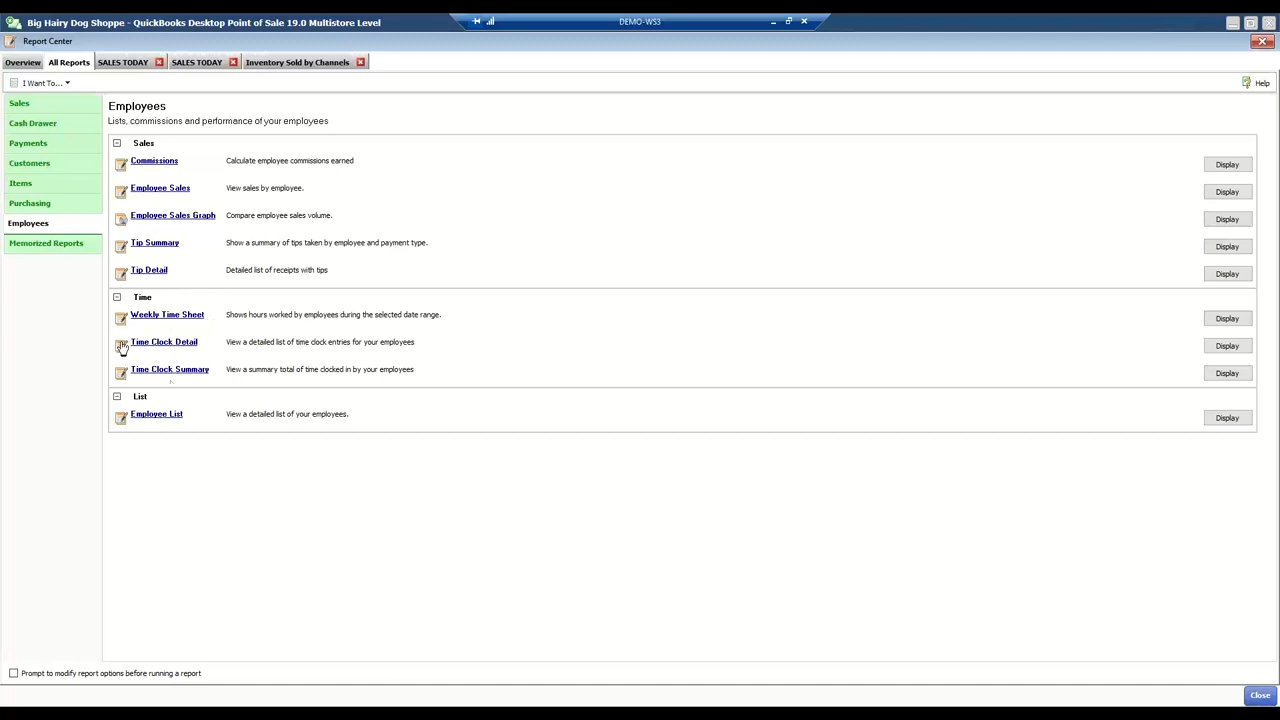 Big Hairy Dog Shoppe - QuickBooks Desktop Point of Sale 19.0 Multistore Level
DEMO-WS3
Report Center
Overview All Reports SALES TODAY SALES TODAY Inventory Sold by Channels
I Want To... Help
Sales
Cash Drawer
Payments
Customers
Items
Purchasing
Employees
Memorized Reports
Employees
Lists, commissions and performance of your employees
Sales
Commissions Calculate employee commissions earned Display
Employee Sales View sales by employee. Display
Employee Sales Graph Compare employee sales volume. Display
Tip Summary Show a summary of tips taken by employee and payment type. Display
Tip Detail Detailed list of receipts with tips Display
Time
Weekly Time Sheet Shows hours worked by employees during the selected date range. Display
Time Clock Detail View a detailed list of time clock entries for your employees Display
Time Clock Summary View a summary total of time clocked in by your employees Display
List
Employee List View a detailed list of your employees. Display
Prompt to modify report options before running a report
Close